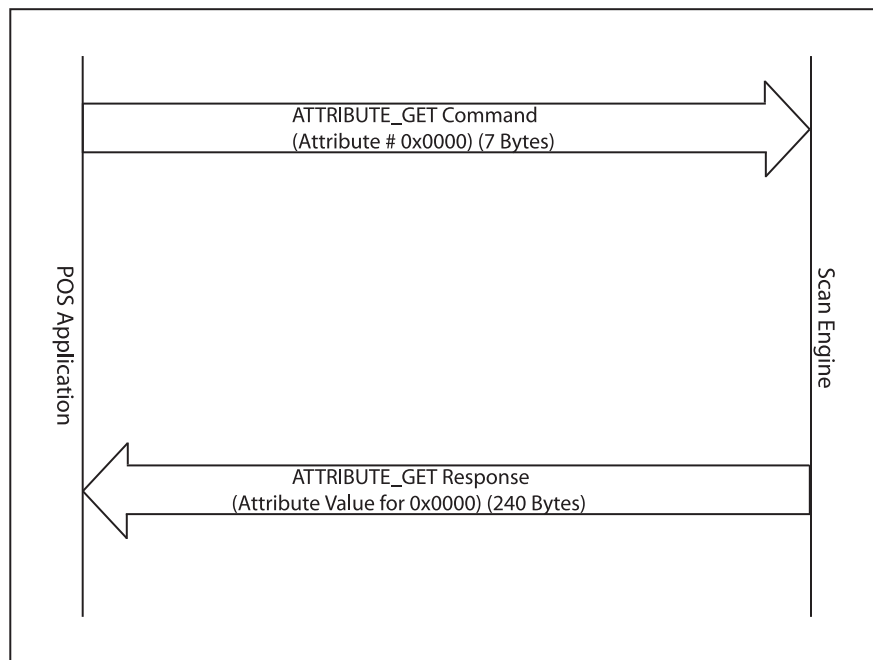 ATTRIBUTE_GET Command
(Attribute # 0x0000) (7 Bytes)
POS Application
Scan Engine
ATTRIBUTE_GET Response
(Attribute Value for 0x0000) (240 Bytes)